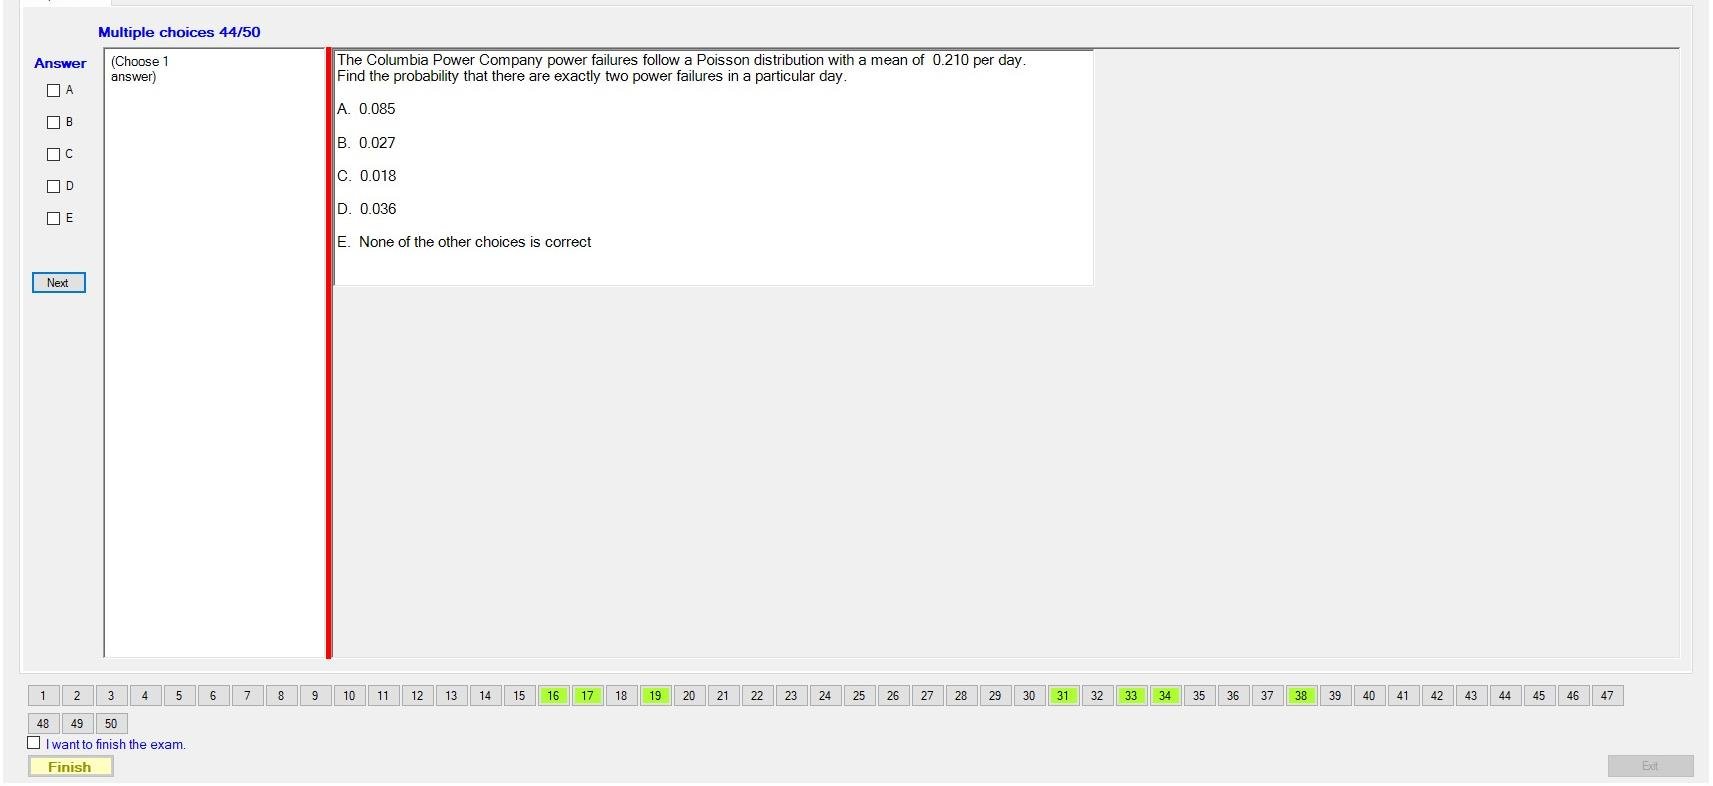 Multiple choices 44/50
Answer
(Choose 1
answer)
A
B
C
D
E
Next
The Columbia Power Company power failures follow a Poisson distribution with a mean of 0.210 per day.
Find the probability that there are exactly two power failures in a particular day.
A. 0.085
B. 0.027
C. 0.018
D. 0.036
E. None of the other choices is correct
1 2 3 4 5 6 7 8 9 10 11 12 13 14 15 16 17 18 19 20 21 22 23 24 25 26 27 28 29 30 31 32 33 34 35 36 37 38 39 40 41 42 43 44 45 46 47
48 49 50
I want to finish the exam.
Finish
Exit